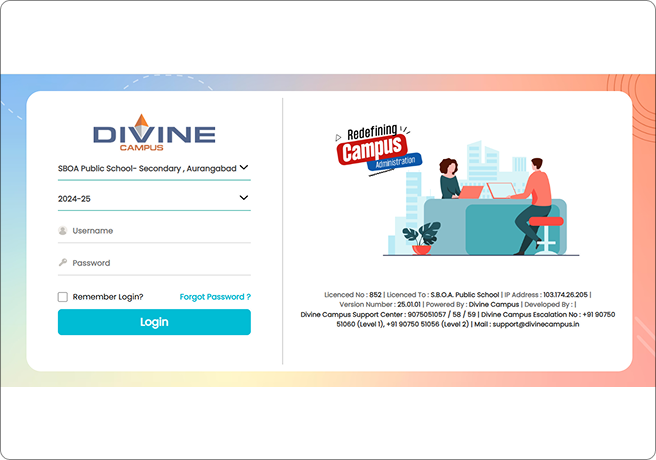 DIVINE
CAMPUS
SBOA Public School- Secondary , Aurangabad
2024-25
Username
Password
Remember Login?
Forgot Password ?
Login
Redefining
Campus
Administration
Licenced No : 852 | Licenced To : S.B.O.A. Public School | IP Address : 103.174.26.205 |
Version Number : 25.01.01 | Powered By : Divine Campus | Developed By : |
Divine Campus Support Center : 9075051057 / 58 / 59 | Divine Campus Escalation No : +91 90750
51060 (Level 1), +91 90750 51056 (Level 2) | Mail : support@divinecampus.in